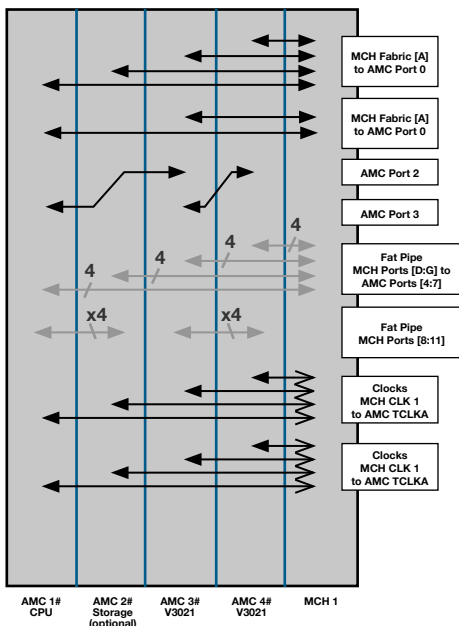 MCH Fabric [A]
to AMC Port 0
MCH Fabric [A]
to AMC Port 0
AMC Port 2
AMC Port 3
4
4
4
4
Fat Pipe
MCH Ports [D:G] to
AMC Ports [4:7]
x4
x4
Fat Pipe
MCH Ports [8:11]
Clocks
MCH CLK 1
to AMC TCLKA
Clocks
MCH CLK 1
to AMC TCLKA
AMC 1#
CPU
AMC 2#
Storage
(optional)
AMC 3#
V3021
AMC 4#
V3021
MCH 1